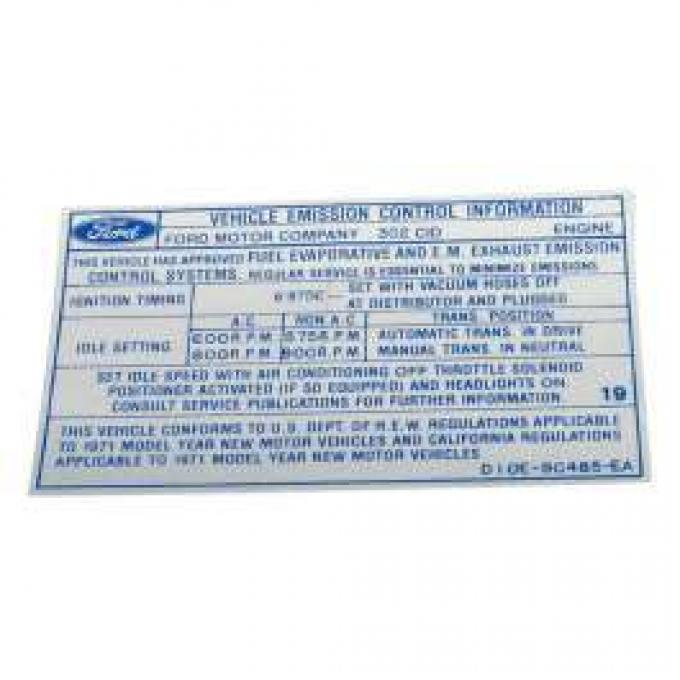 Ford
VEHICLE EMISSION CONTROL INFORMATION
FORD MOTOR COMPANY 302 CID ENGINE
THIS VEHICLE HAS APPROVED FUEL EVAPORATIVE AND E.M. EXHAUST EMISSION
CONTROL SYSTEMS. REGULAR SERVICE IS ESSENTIAL TO MINIMIZE EMISSIONS
IGNITION TIMING
SET WITH VACUUM HOSES OFF
AT DISTRIBUTOR AND PLUGGED
IDLE SETTING
A.C. NON A.C. TRANS. POSITION
600R.P.M. 575R.P.M. AUTOMATIC TRANS. IN DRIVE
800R.P.M. 800R.P.M. MANUAL TRANS. IN NEUTRAL
SET IDLE SPEED WITH AIR CONDITIONING OFF THROTTLE SOLENOID
POSITIONER ACTIVATED (IF SO EQUIPPED) AND HEADLIGHTS ON
CONSULT SERVICE PUBLICATIONS FOR FURTHER INFORMATION
19
THIS VEHICLE CONFORMS TO U.S. DEPT. OF H.E.W. REGULATIONS APPLICABLE
TO 1971 MODEL YEAR NEW MOTOR VEHICLES AND CALIFORNIA REGULATIONS
APPLICABLE TO 1971 MODEL YEAR NEW MOTOR VEHICLES
D1OE-9C485-EA